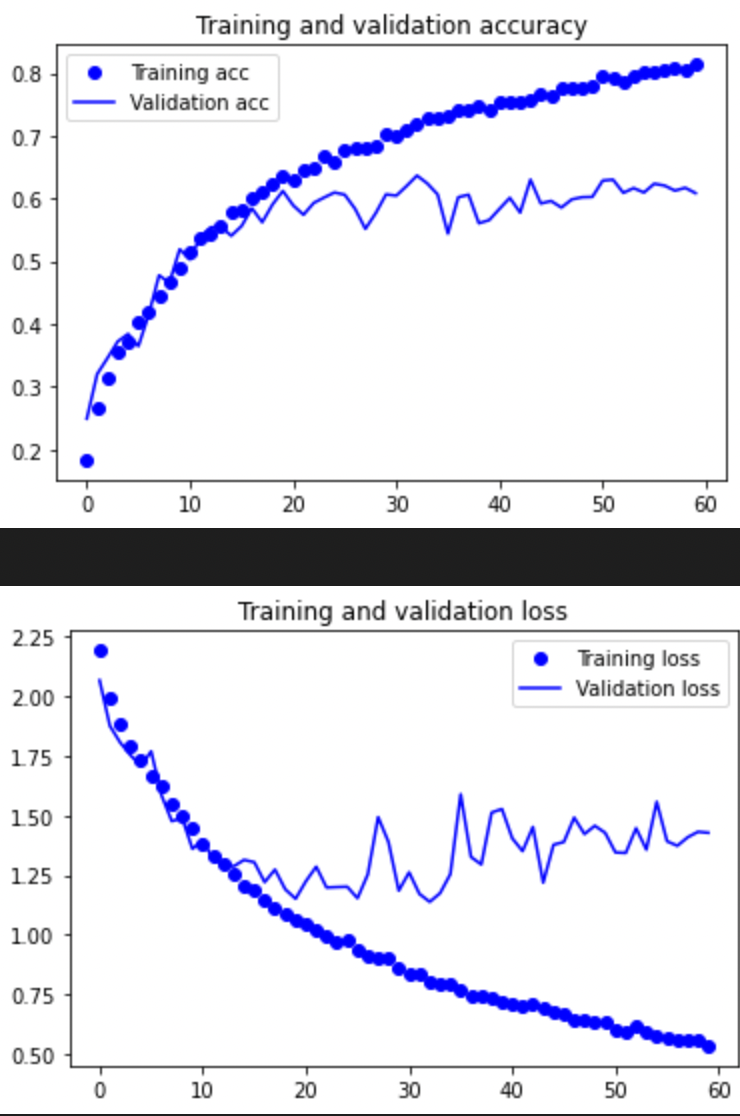 Training and validation accuracy
Training acc
Validation acc
0.8
0.7
0.6
0.5
0.4
0.3
0.2
0 10 20 30 40 50 60
Training and validation loss
Training loss
Validation loss
2.25
2.00
1.75
1.50
1.25
1.00
0.75
0.50
0 10 20 30 40 50 60